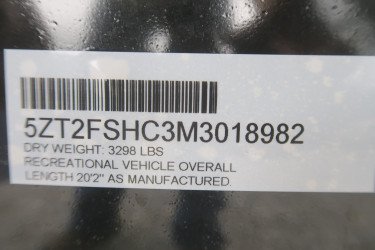 5ZT2FSHC3M3018982
DRY WEIGHT: 3298 LBS
RECREATIONAL VEHICLE OVERALL
LENGTH 20'2" AS MANUFACTURED.